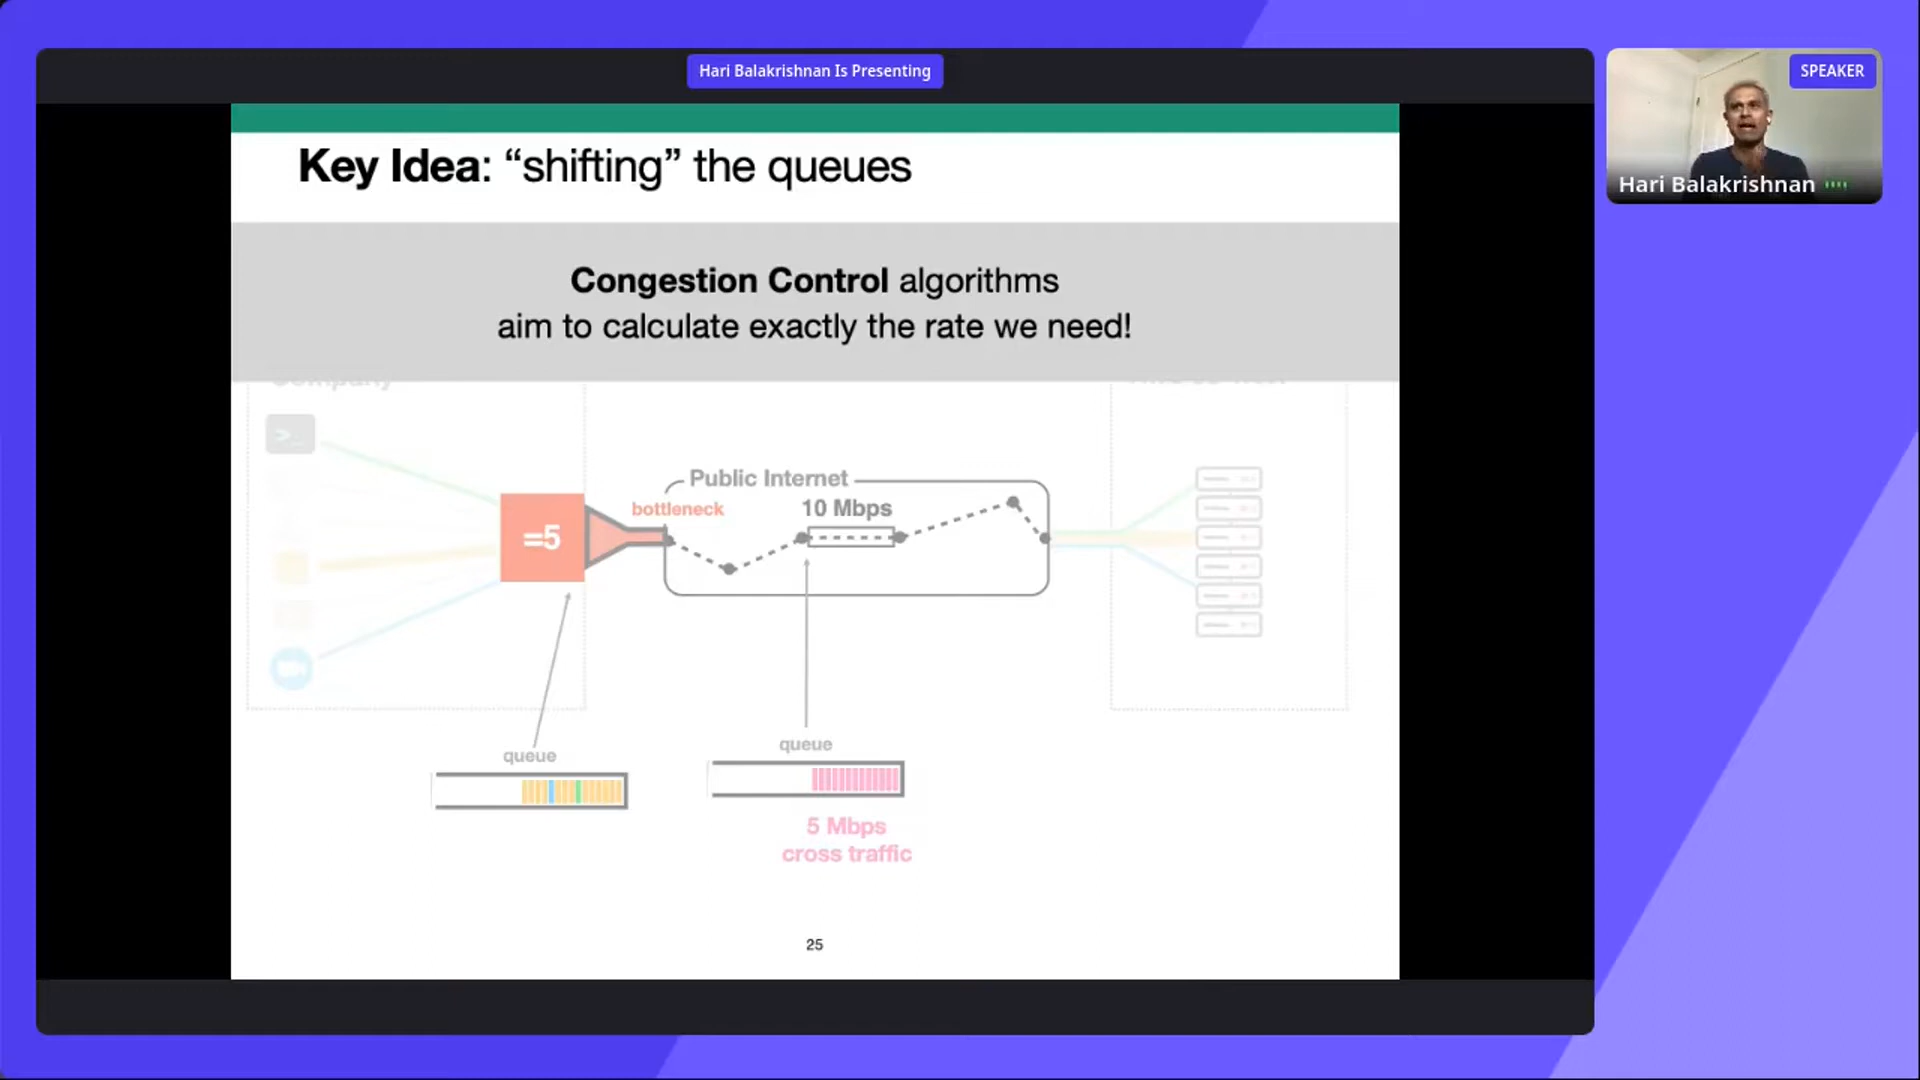 Hari Balakrishnan Is Presenting
SPEAKER
Hari Balakrishnan
Key Idea: “shifting” the queues
Congestion Control algorithms
aim to calculate exactly the rate we need!
Company
>_
Public Internet
bottleneck
10 Mbps
=5
queue
queue
5 Mbps
cross traffic
25